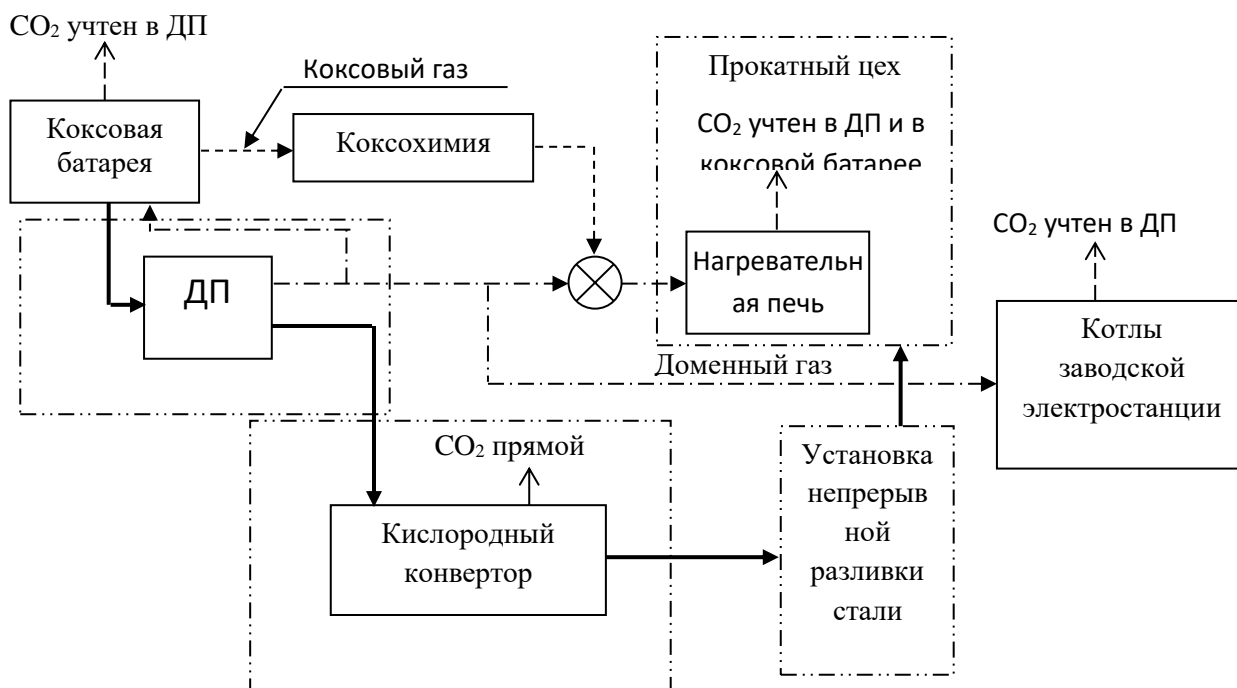 CO₂ учтен в ДП
Коксовый газ
Коксовая
батарея
Коксохимия
Прокатный цех
CO₂ учтен в ДП и в
коксовой батарее
Нагревательн
ая печь
CO₂ учтен в ДП
ДП
Доменный газ
Котлы
заводской
электростанции
CO₂ прямой
Кислородный
конвертор
Установка
непрерыв
ной
разливки
стали